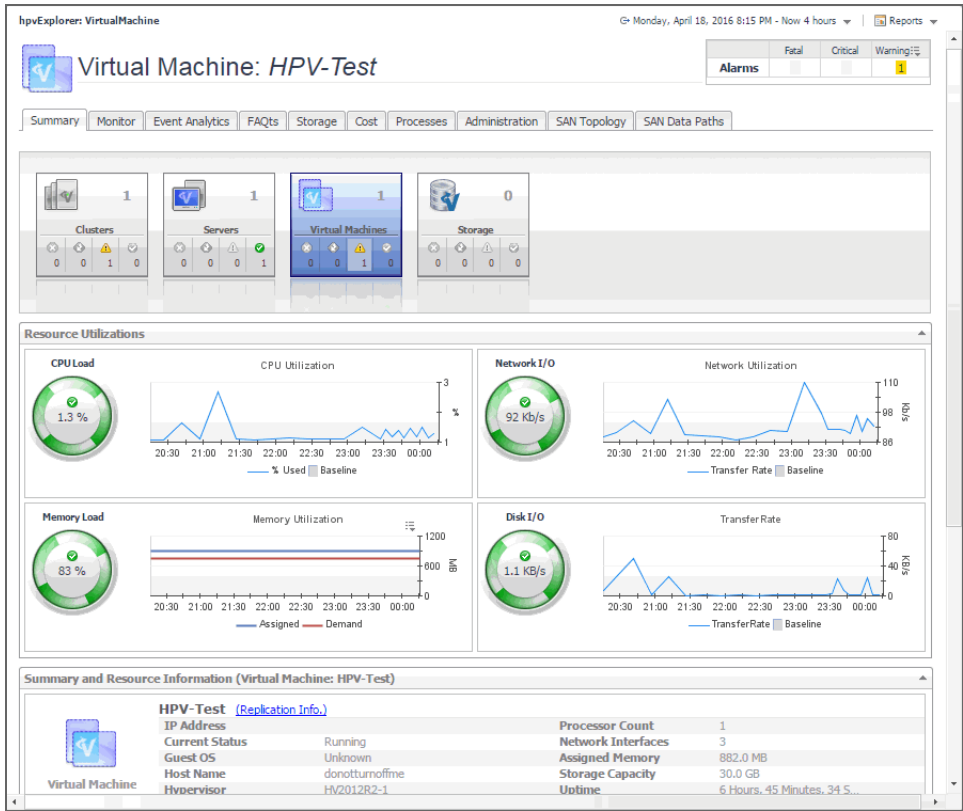 hpvExplorer: VirtualMachine
Monday, April 18, 2016 8:15 PM - Now 4 hours
Reports
Virtual Machine: HPV-Test
Fatal Critical Warning
Alarms 1
Summary Monitor Event Analytics FAQts Storage Cost Processes Administration SAN Topology SAN Data Paths
1 1 1 0
Clusters Servers Virtual Machines Storage
0 0 1 0 0 0 0 1 0 0 1 0 0 0 0 0
Resource Utilizations
CPU Load
CPU Utilization
1.3 %
3
%
1
20:30 21:00 21:30 22:00 22:30 23:00 23:30 00:00
% Used Baseline
Network I/O
Network Utilization
92 Kb/s
110
98
86
Kb/s
20:30 21:00 21:30 22:00 22:30 23:00 23:30 00:00
Transfer Rate Baseline
Memory Load
Memory Utilization
83 %
1200
600
0
MB
20:30 21:00 21:30 22:00 22:30 23:00 23:30 00:00
Assigned Demand
Disk I/O
TransferRate
1.1 KB/s
80
40
0
KB/s
20:30 21:00 21:30 22:00 22:30 23:00 23:30 00:00
TransferRate Baseline
Summary and Resource Information (Virtual Machine: HPV-Test)
HPV-Test (Replication Info.)
IP Address Processor Count 1
Current Status Running Network Interfaces 3
Guest OS Unknown Assigned Memory 882.0 MB
Host Name donotturnoffme Storage Capacity 30.0 GB
Virtual Machine
Hypervisor HV2012R2-1 Uptime 6 Hours, 45 Minutes, 34 S...